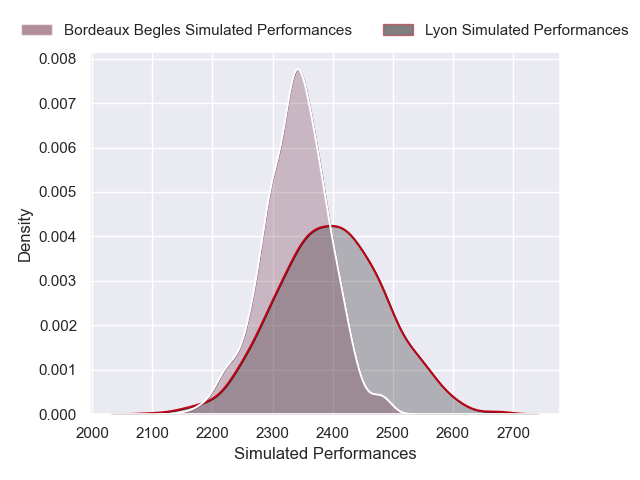 Bordeaux Begles Simulated Performances
Lyon Simulated Performances
0.008
0.007
0.006
0.005
0.004
0.003
0.002
0.001
0.000
Density
2000 2100 2200 2300 2400 2500 2600 2700
Simulated Performances